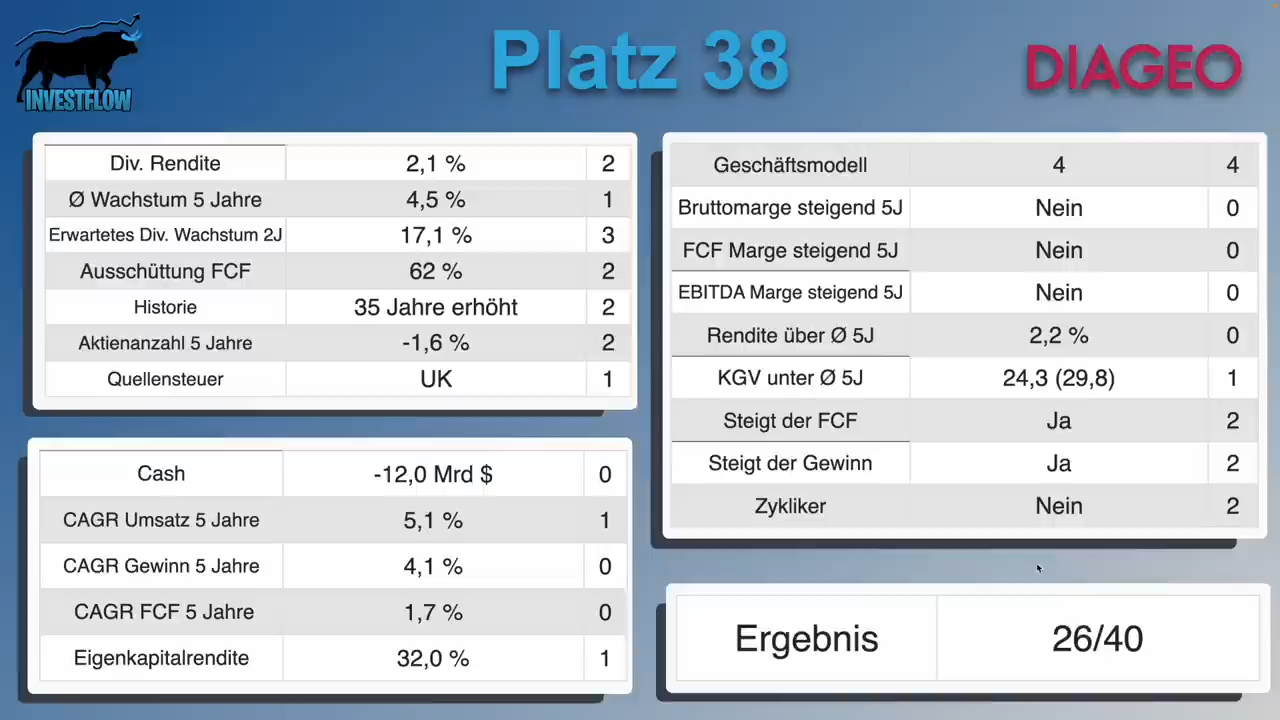 INVESTFLOW
Platz 38
DIAGEO
Div. Rendite 2,1 % 2
Ø Wachstum 5 Jahre 4,5 % 1
Erwartetes Div. Wachstum 2J 17,1 % 3
Ausschüttung FCF 62 % 2
Historie 35 Jahre erhöht 2
Aktienanzahl 5 Jahre -1,6 % 2
Quellensteuer UK 1
Cash -12,0 Mrd $ 0
CAGR Umsatz 5 Jahre 5,1 % 1
CAGR Gewinn 5 Jahre 4,1 % 0
CAGR FCF 5 Jahre 1,7 % 0
Eigenkapitalrendite 32,0 % 1
Geschäftsmodell 4 4
Bruttomarge steigend 5J Nein 0
FCF Marge steigend 5J Nein 0
EBITDA Marge steigend 5J Nein 0
Rendite über Ø 5J 2,2 % 0
KGV unter Ø 5J 24,3 (29,8) 1
Steigt der FCF Ja 2
Steigt der Gewinn Ja 2
Zykliker Nein 2
Ergebnis 26/40